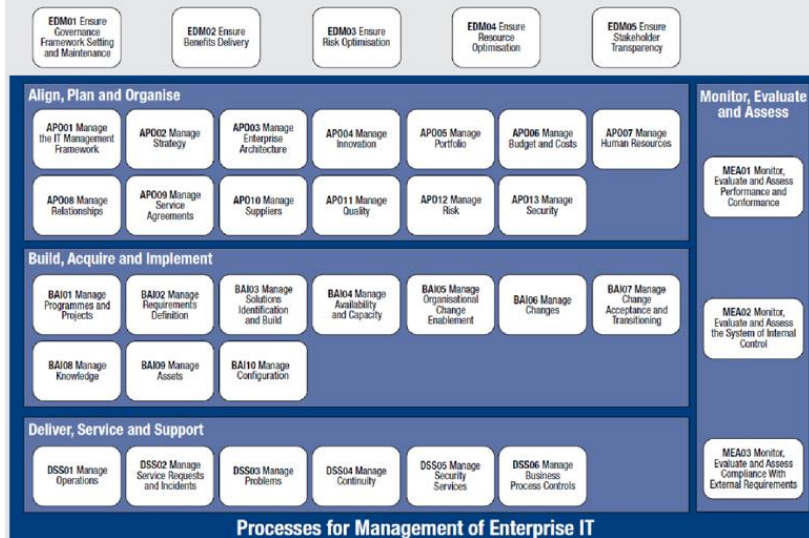 EDM01 Ensure
Governance
Framework Setting
and Maintenance
EDM02 Ensure
Benefits Delivery
EDM03 Ensure
Risk Optimisation
EDM04 Ensure
Resource
Optimisation
EDM05 Ensure
Stakeholder
Transparency
Align, Plan and Organise
APO01 Manage
the IT Management
Framework
APO02 Manage
Strategy
APO03 Manage
Enterprise
Architecture
APO04 Manage
Innovation
APO05 Manage
Portfolio
APO06 Manage
Budget and Costs
APO07 Manage
Human Resources
APO08 Manage
Relationships
APO09 Manage
Service
Agreements
APO10 Manage
Suppliers
APO11 Manage
Quality
APO12 Manage
Risk
APO13 Manage
Security
Build, Acquire and Implement
BAI01 Manage
Programmes and
Projects
BAI02 Manage
Requirements
Definition
BAI03 Manage
Solutions
Identification
and Build
BAI04 Manage
Availability
and Capacity
BAI05 Manage
Organisational
Change
Enablement
BAI06 Manage
Changes
BAI07 Manage
Change
Acceptance and
Transitioning
BAI08 Manage
Knowledge
BAI09 Manage
Assets
BAI10 Manage
Configuration
Deliver, Service and Support
DSS01 Manage
Operations
DSS02 Manage
Service Requests
and Incidents
DSS03 Manage
Problems
DSS04 Manage
Continuity
DSS05 Manage
Security
Services
DSS06 Manage
Business
Process Controls
Monitor, Evaluate
and Assess
MEA01 Monitor,
Evaluate and Assess
Performance and
Conformance
MEA02 Monitor,
Evaluate and Assess
the System of Internal
Control
MEA03 Monitor,
Evaluate and Assess
Compliance With
External Requirements
Processes for Management of Enterprise IT